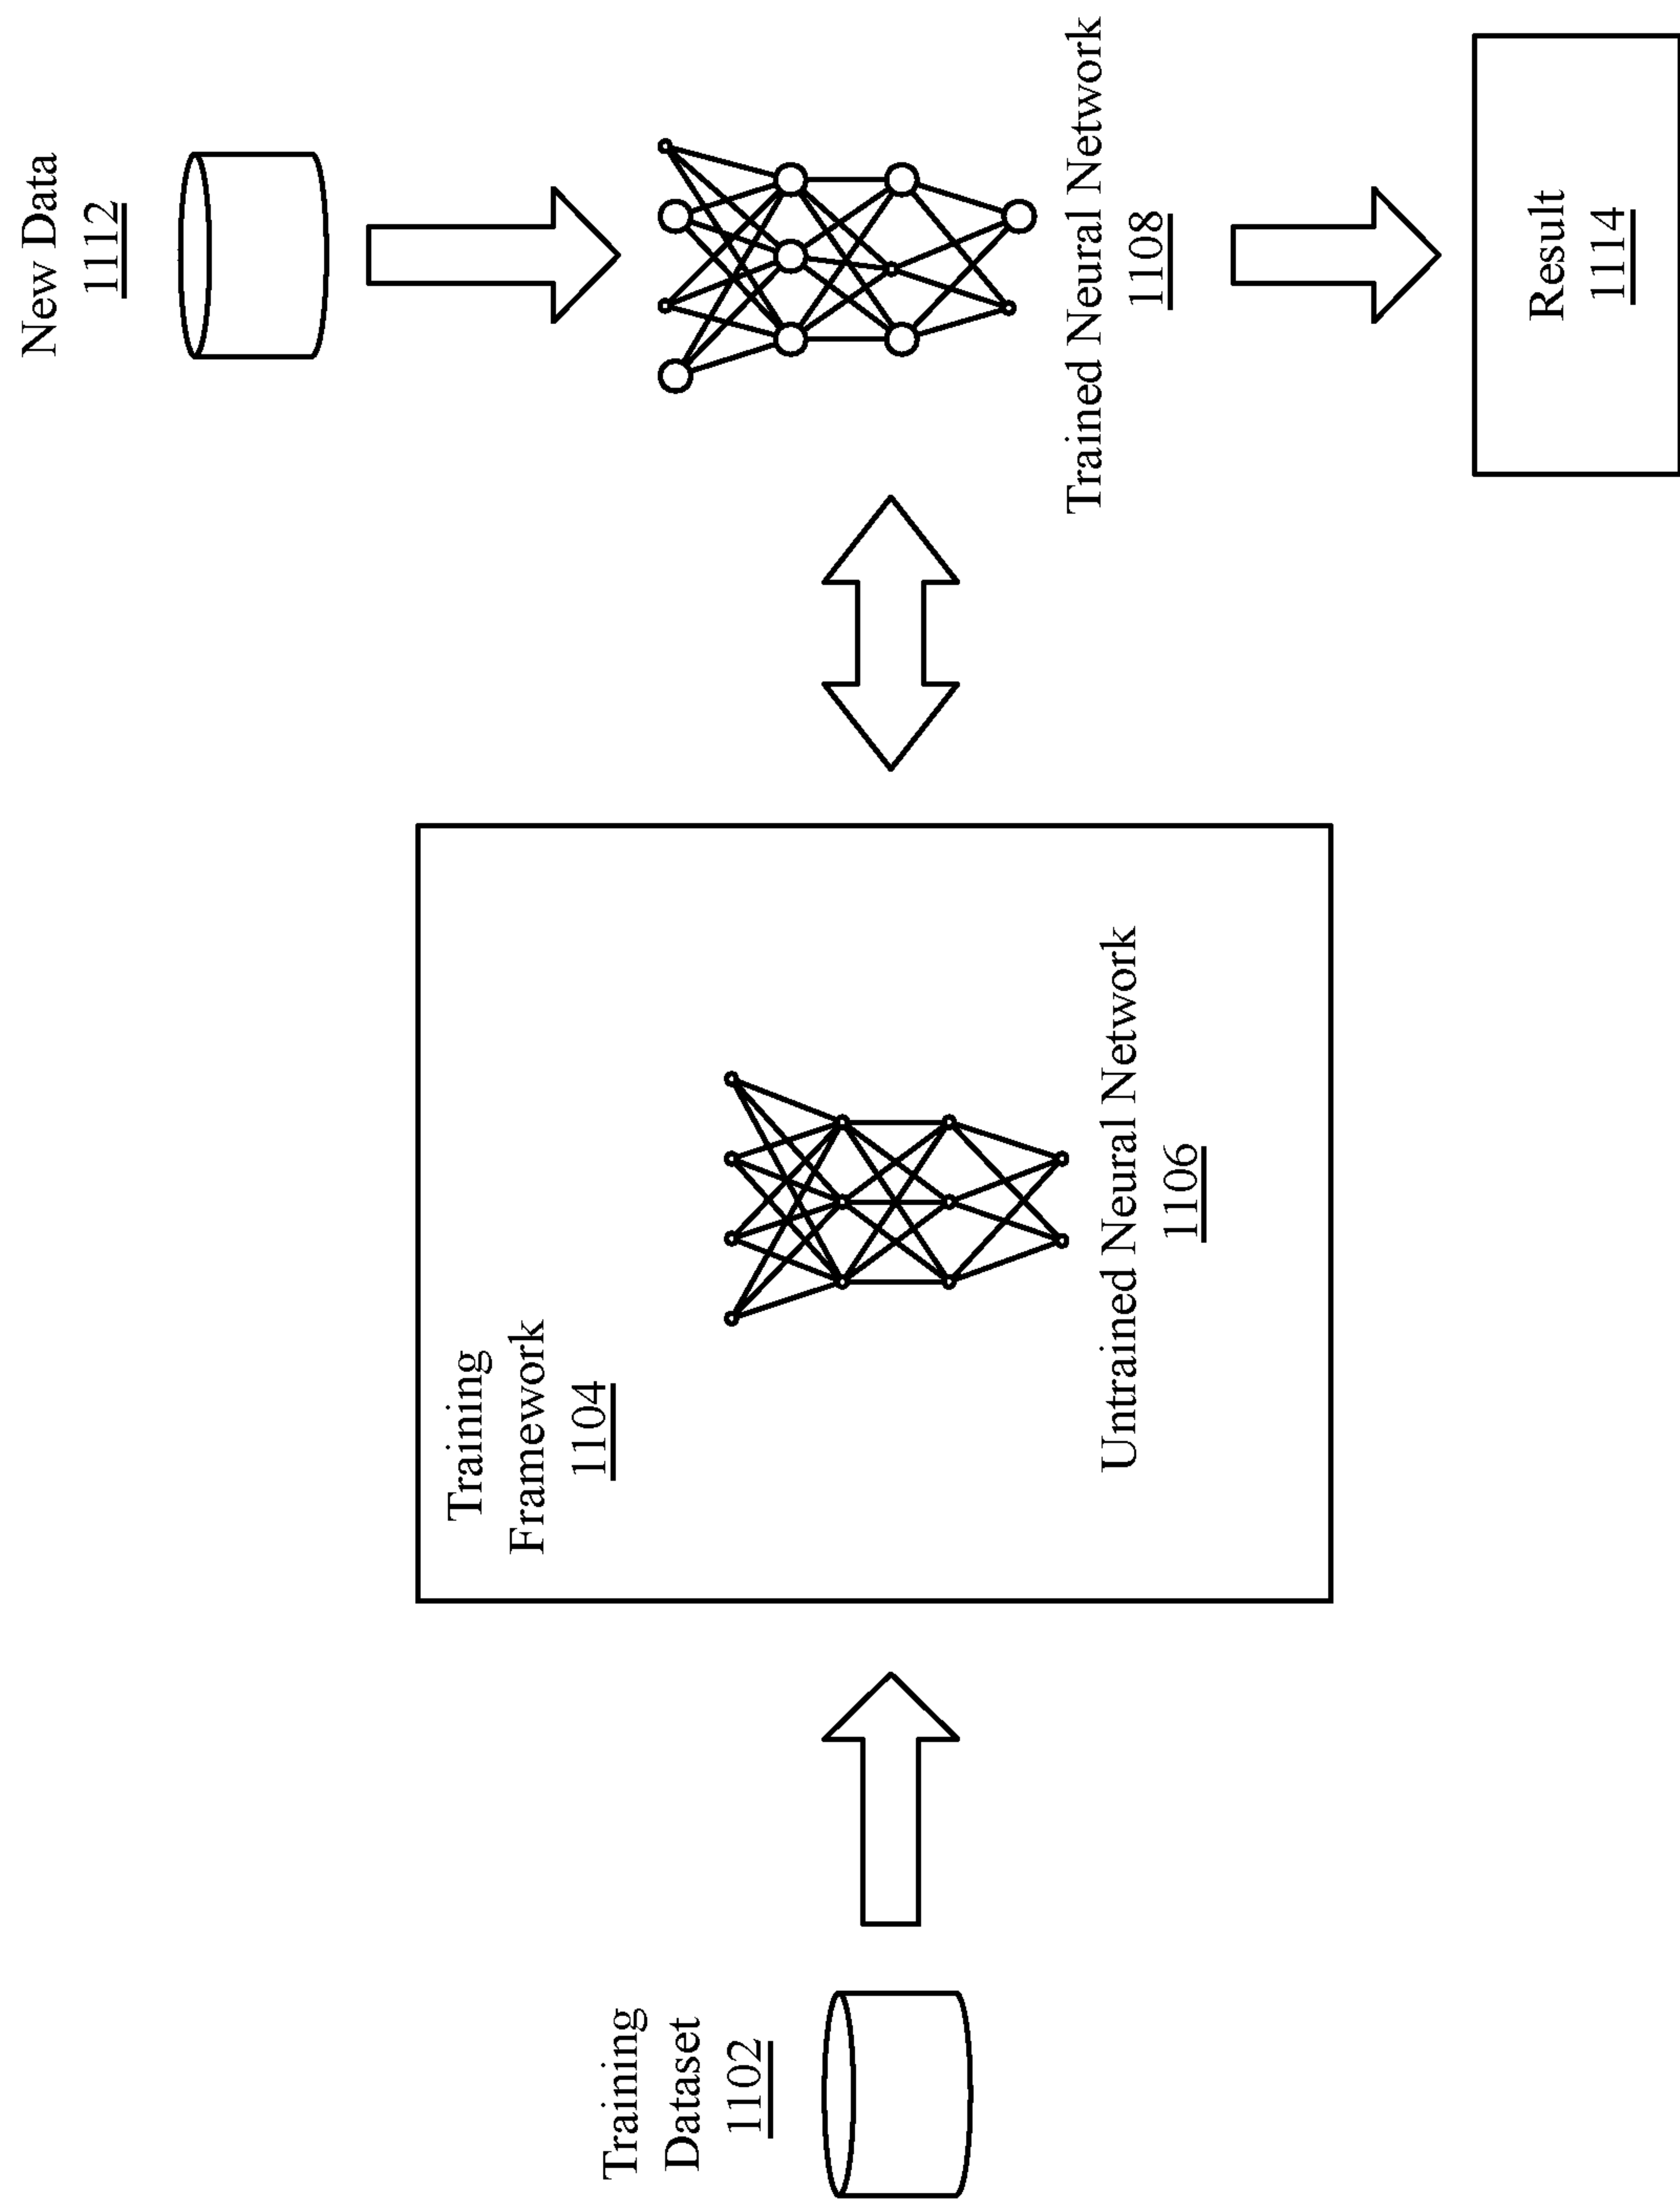 Training
Dataset
1102
Training
Framework
1104
Untrained Neural Network
1106
New Data
1112
Trained Neural Network
1108
Result
1114